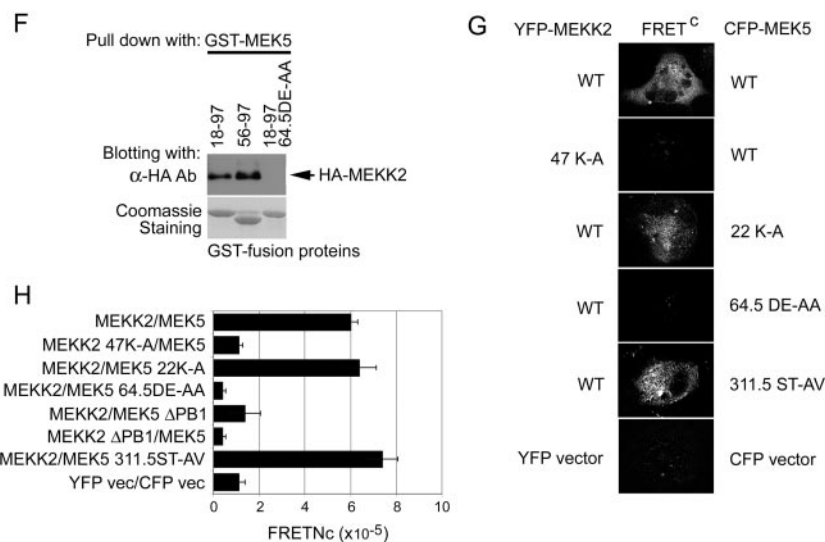 F
Pull down with: GST-MEK5
18-97
56-97
18-97
64.5DE-AA
Blotting with:
α-HA Ab
HA-MEKK2
Coomassie
Staining
GST-fusion proteins
G
YFP-MEKK2 FRET C CFP-MEK5
WT WT
47 K-A WT
WT 22 K-A
WT 64.5 DE-AA
WT 311.5 ST-AV
YFP vector CFP vector
H
MEKK2/MEK5
MEKK2 47K-A/MEK5
MEKK2/MEK5 22K-A
MEKK2/MEK5 64.5DE-AA
MEKK2/MEK5 ΔPB1
MEKK2 ΔPB1/MEK5
MEKK2/MEK5 311.5ST-AV
YFP vec/CFP vec
0 2 4 6 8 10
FRETNc (x10-5)